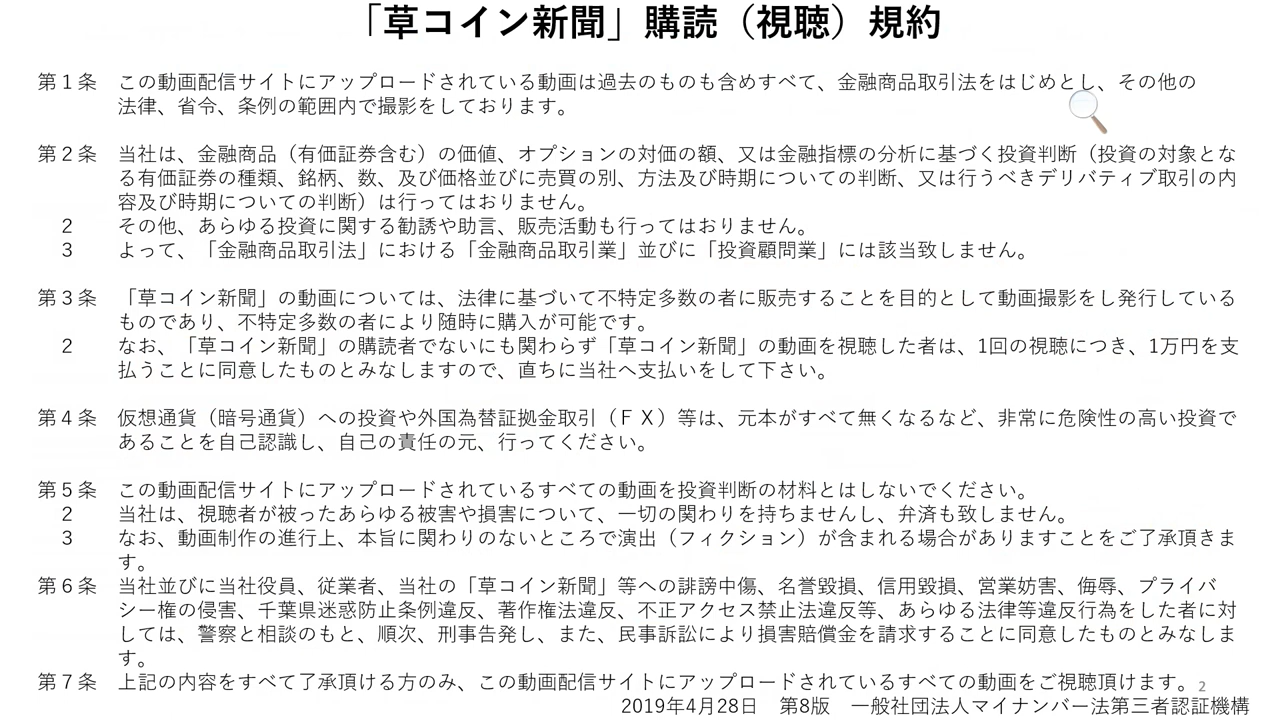 「草コイン新聞」購読（視聴）規約
第１条　この動画配信サイトにアップロードされている動画は過去のものも含めすべて、金融商品取引法をはじめとし、その他の
法律、省令、条例の範囲内で撮影をしております。
第２条　当社は、金融商品（有価証券含む）の価値、オプションの対価の額、又は金融指標の分析に基づく投資判断（投資の対象とな
る有価証券の種類、銘柄、数、及び価格並びに売買の別、方法及び時期についての判断、又は行うべきデリバティブ取引の内
容及び時期についての判断）は行ってはおりません。
２　その他、あらゆる投資に関する勧誘や助言、販売活動も行ってはおりません。
３　よって、「金融商品取引法」における「金融商品取引業」並びに「投資顧問業」には該当致しません。
第３条　「草コイン新聞」の動画については、法律に基づいて不特定多数の者に販売することを目的として動画撮影をし発行している
ものであり、不特定多数の者により随時に購入が可能です。
２　なお、「草コイン新聞」の購読者でないにも関わらず「草コイン新聞」の動画を視聴した者は、1回の視聴につき、1万円を支
払うことに同意したものとみなしますので、直ちに当社へ支払いをして下さい。
第４条　仮想通貨（暗号通貨）への投資や外国為替証拠金取引（ＦＸ）等は、元本がすべて無くなるなど、非常に危険性の高い投資で
あることを自己認識し、自己の責任の元、行ってください。
第５条　この動画配信サイトにアップロードされているすべての動画を投資判断の材料とはしないでください。
２　当社は、視聴者が被ったあらゆる被害や損害について、一切の関わりを持ちませんし、弁済も致しません。
３　なお、動画制作の進行上、本旨に関わりのないところで演出（フィクション）が含まれる場合がありますことをご了承頂きま
す。
第６条　当社並びに当社役員、従業者、当社の「草コイン新聞」等への誹謗中傷、名誉毀損、信用毀損、営業妨害、侮辱、プライバ
シー権の侵害、千葉県迷惑防止条例違反、著作権法違反、不正アクセス禁止法違反等、あらゆる法律等違反行為をした者に対
しては、警察と相談のもと、順次、刑事告発し、また、民事訴訟により損害賠償金を請求することに同意したものとみなしま
す。
第７条　上記の内容をすべて了承頂ける方のみ、この動画配信サイトにアップロードされているすべての動画をご視聴頂けます。2
2019年4月28日　第8版　一般社団法人マイナンバー法第三者認証機構